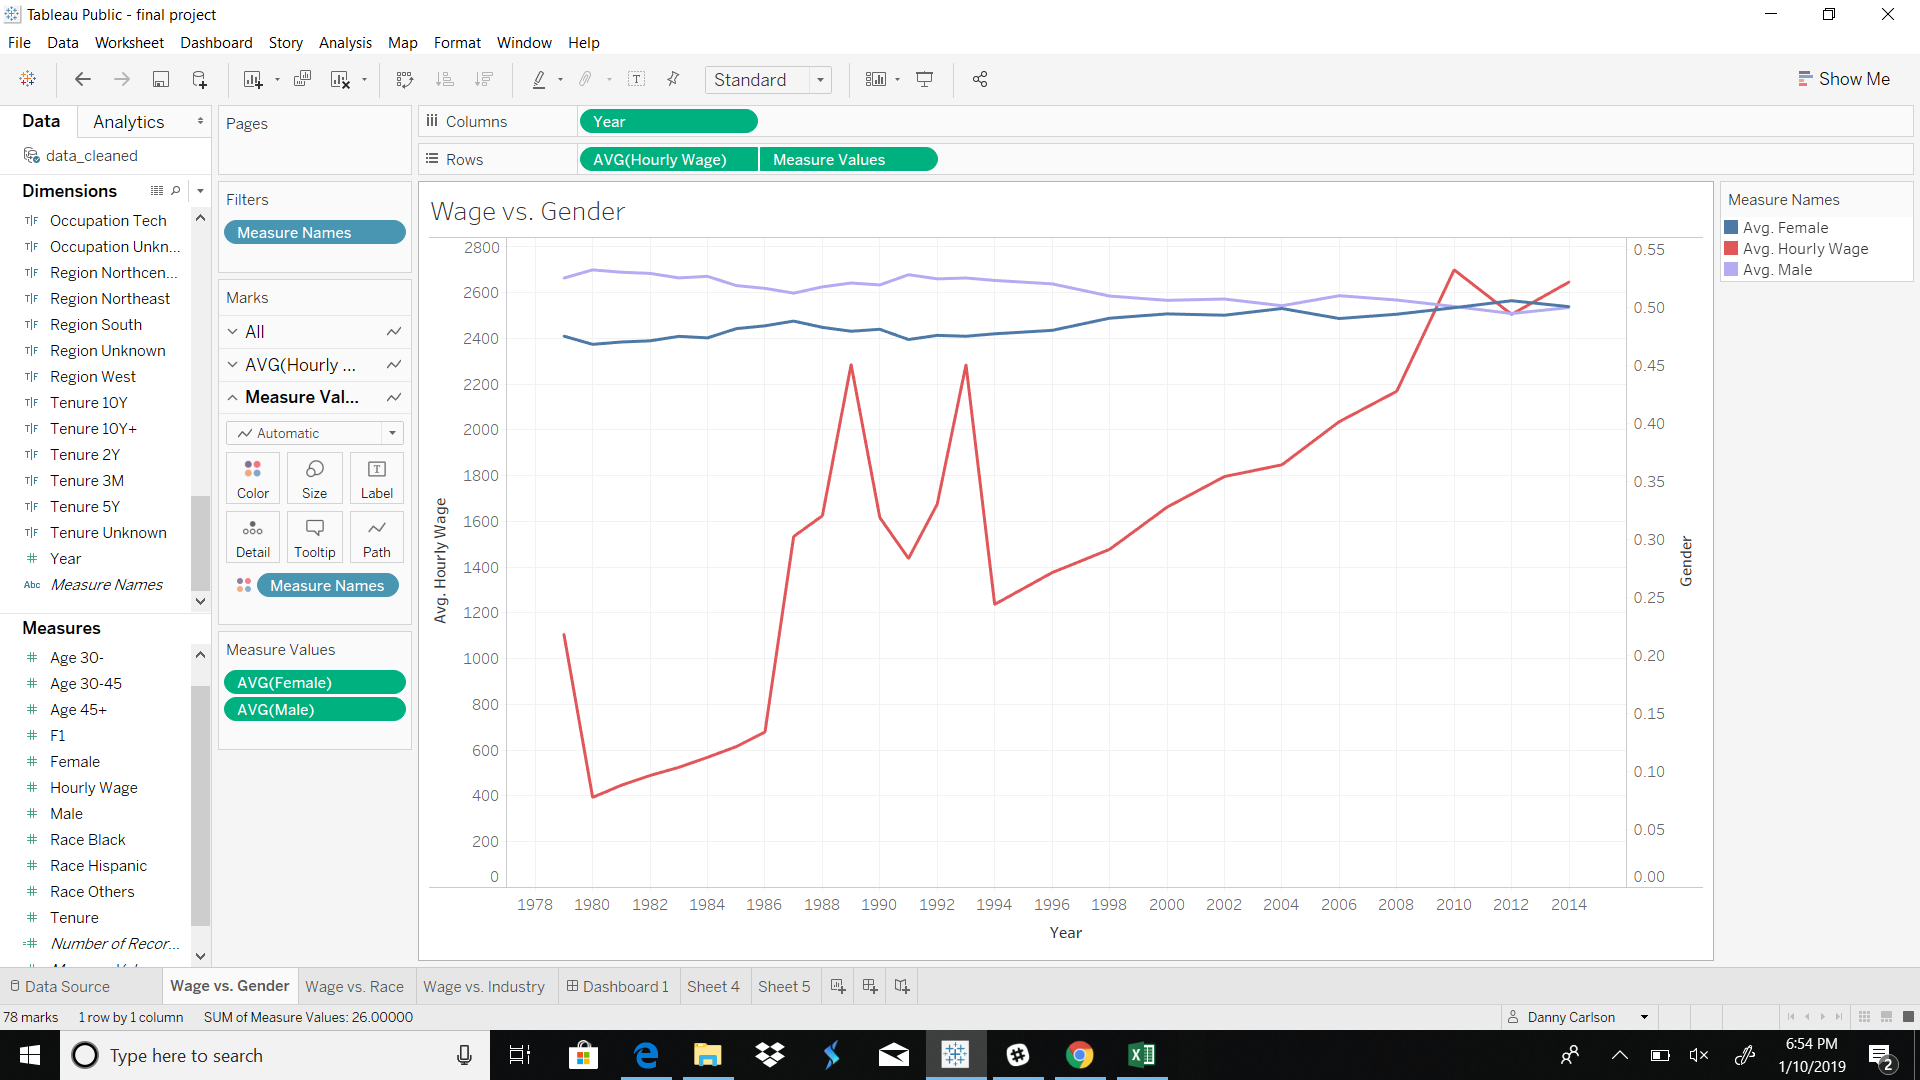 Tableau Public - final project
File Data Worksheet Dashboard Story Analysis Map Format Window Help
Standard
Show Me
Data Analytics
data_cleaned
Dimensions
Occupation Tech
Occupation Unkn...
Region Northcen...
Region Northeast
Region South
Region Unknown
Region West
Tenure 10Y
Tenure 10Y+
Tenure 2Y
Tenure 3M
Tenure 5Y
Tenure Unknown
Year
Abc Measure Names
Measures
Age 30-
Age 30-45
Age 45+
F1
Female
Hourly Wage
Male
Race Black
Race Hispanic
Race Others
Tenure
Number of Recor...
Pages
Filters
Measure Names
Marks
All
AVG(Hourly ...
Measure Val...
Automatic
Color Size Label
Detail Tooltip Path
Measure Names
Measure Values
AVG(Female)
AVG(Male)
Columns Year
Rows AVG(Hourly Wage) Measure Values
Wage vs. Gender
2800
2600
2400
2200
2000
1800
1600
1400
1200
1000
800
600
400
200
0
Avg. Hourly Wage
0.55
0.50
0.45
0.40
0.35
0.30
0.25
0.20
0.15
0.10
0.05
0.00
Gender
1978 1980 1982 1984 1986 1988 1990 1992 1994 1996 1998 2000 2002 2004 2006 2008 2010 2012 2014
Year
Measure Names
Avg. Female
Avg. Hourly Wage
Avg. Male
Data Source Wage vs. Gender Wage vs. Race Wage vs. Industry Dashboard 1 Sheet 4 Sheet 5
78 marks 1 row by 1 column SUM of Measure Values: 26.00000
Danny Carlson
Type here to search
6:54 PM
1/10/2019
2